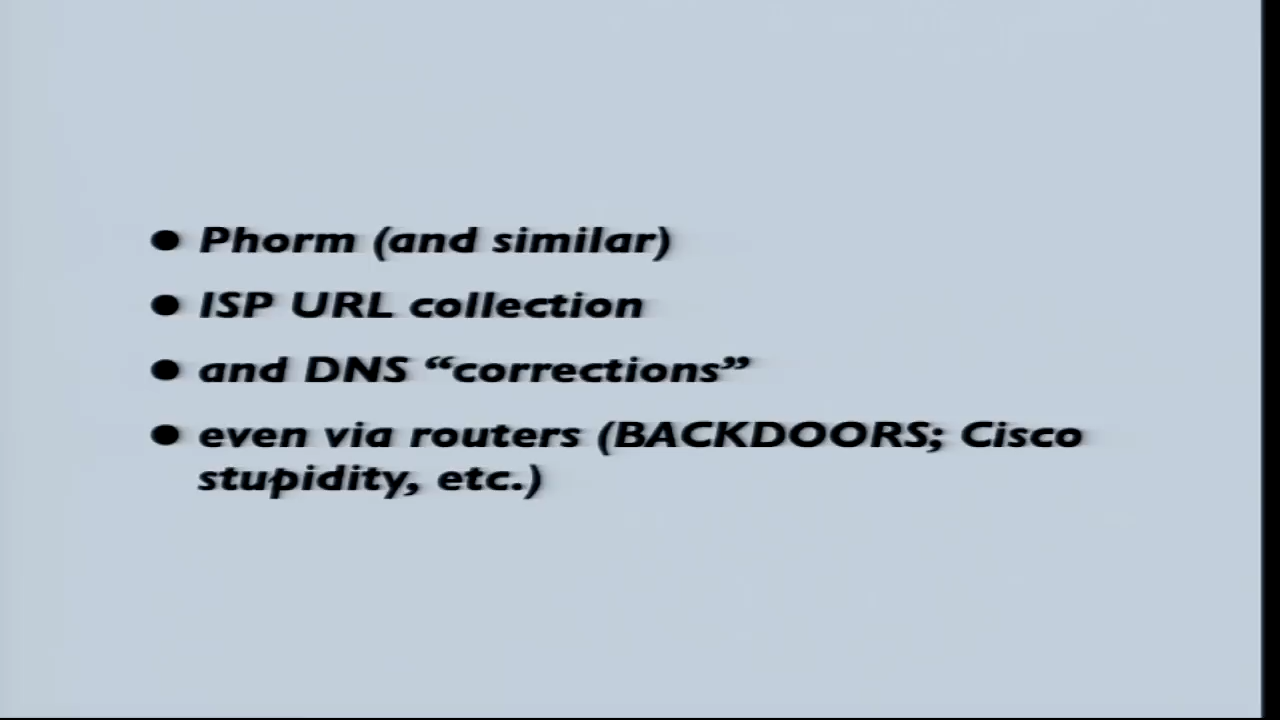 ● Phorm (and similar)
● ISP URL collection
● and DNS “corrections”
● even via routers (BACKDOORS; Cisco
stupidity, etc.)